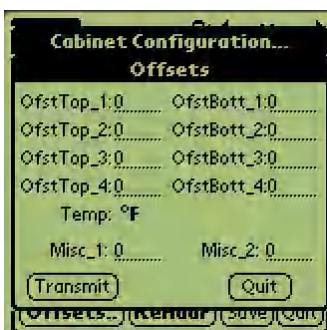 Cabinet Configuration...
Offsets
OfstTop_1:0 OfstBott_1:0
OfstTop_2:0 OfstBott_2:0
OfstTop_3:0 OfstBott_3:0
OfstTop_4:0 OfstBott_4:0
Temp: °F
Misc_1: 0 Misc_2: 0
Transmit Quit
Offsets.. Save Quit